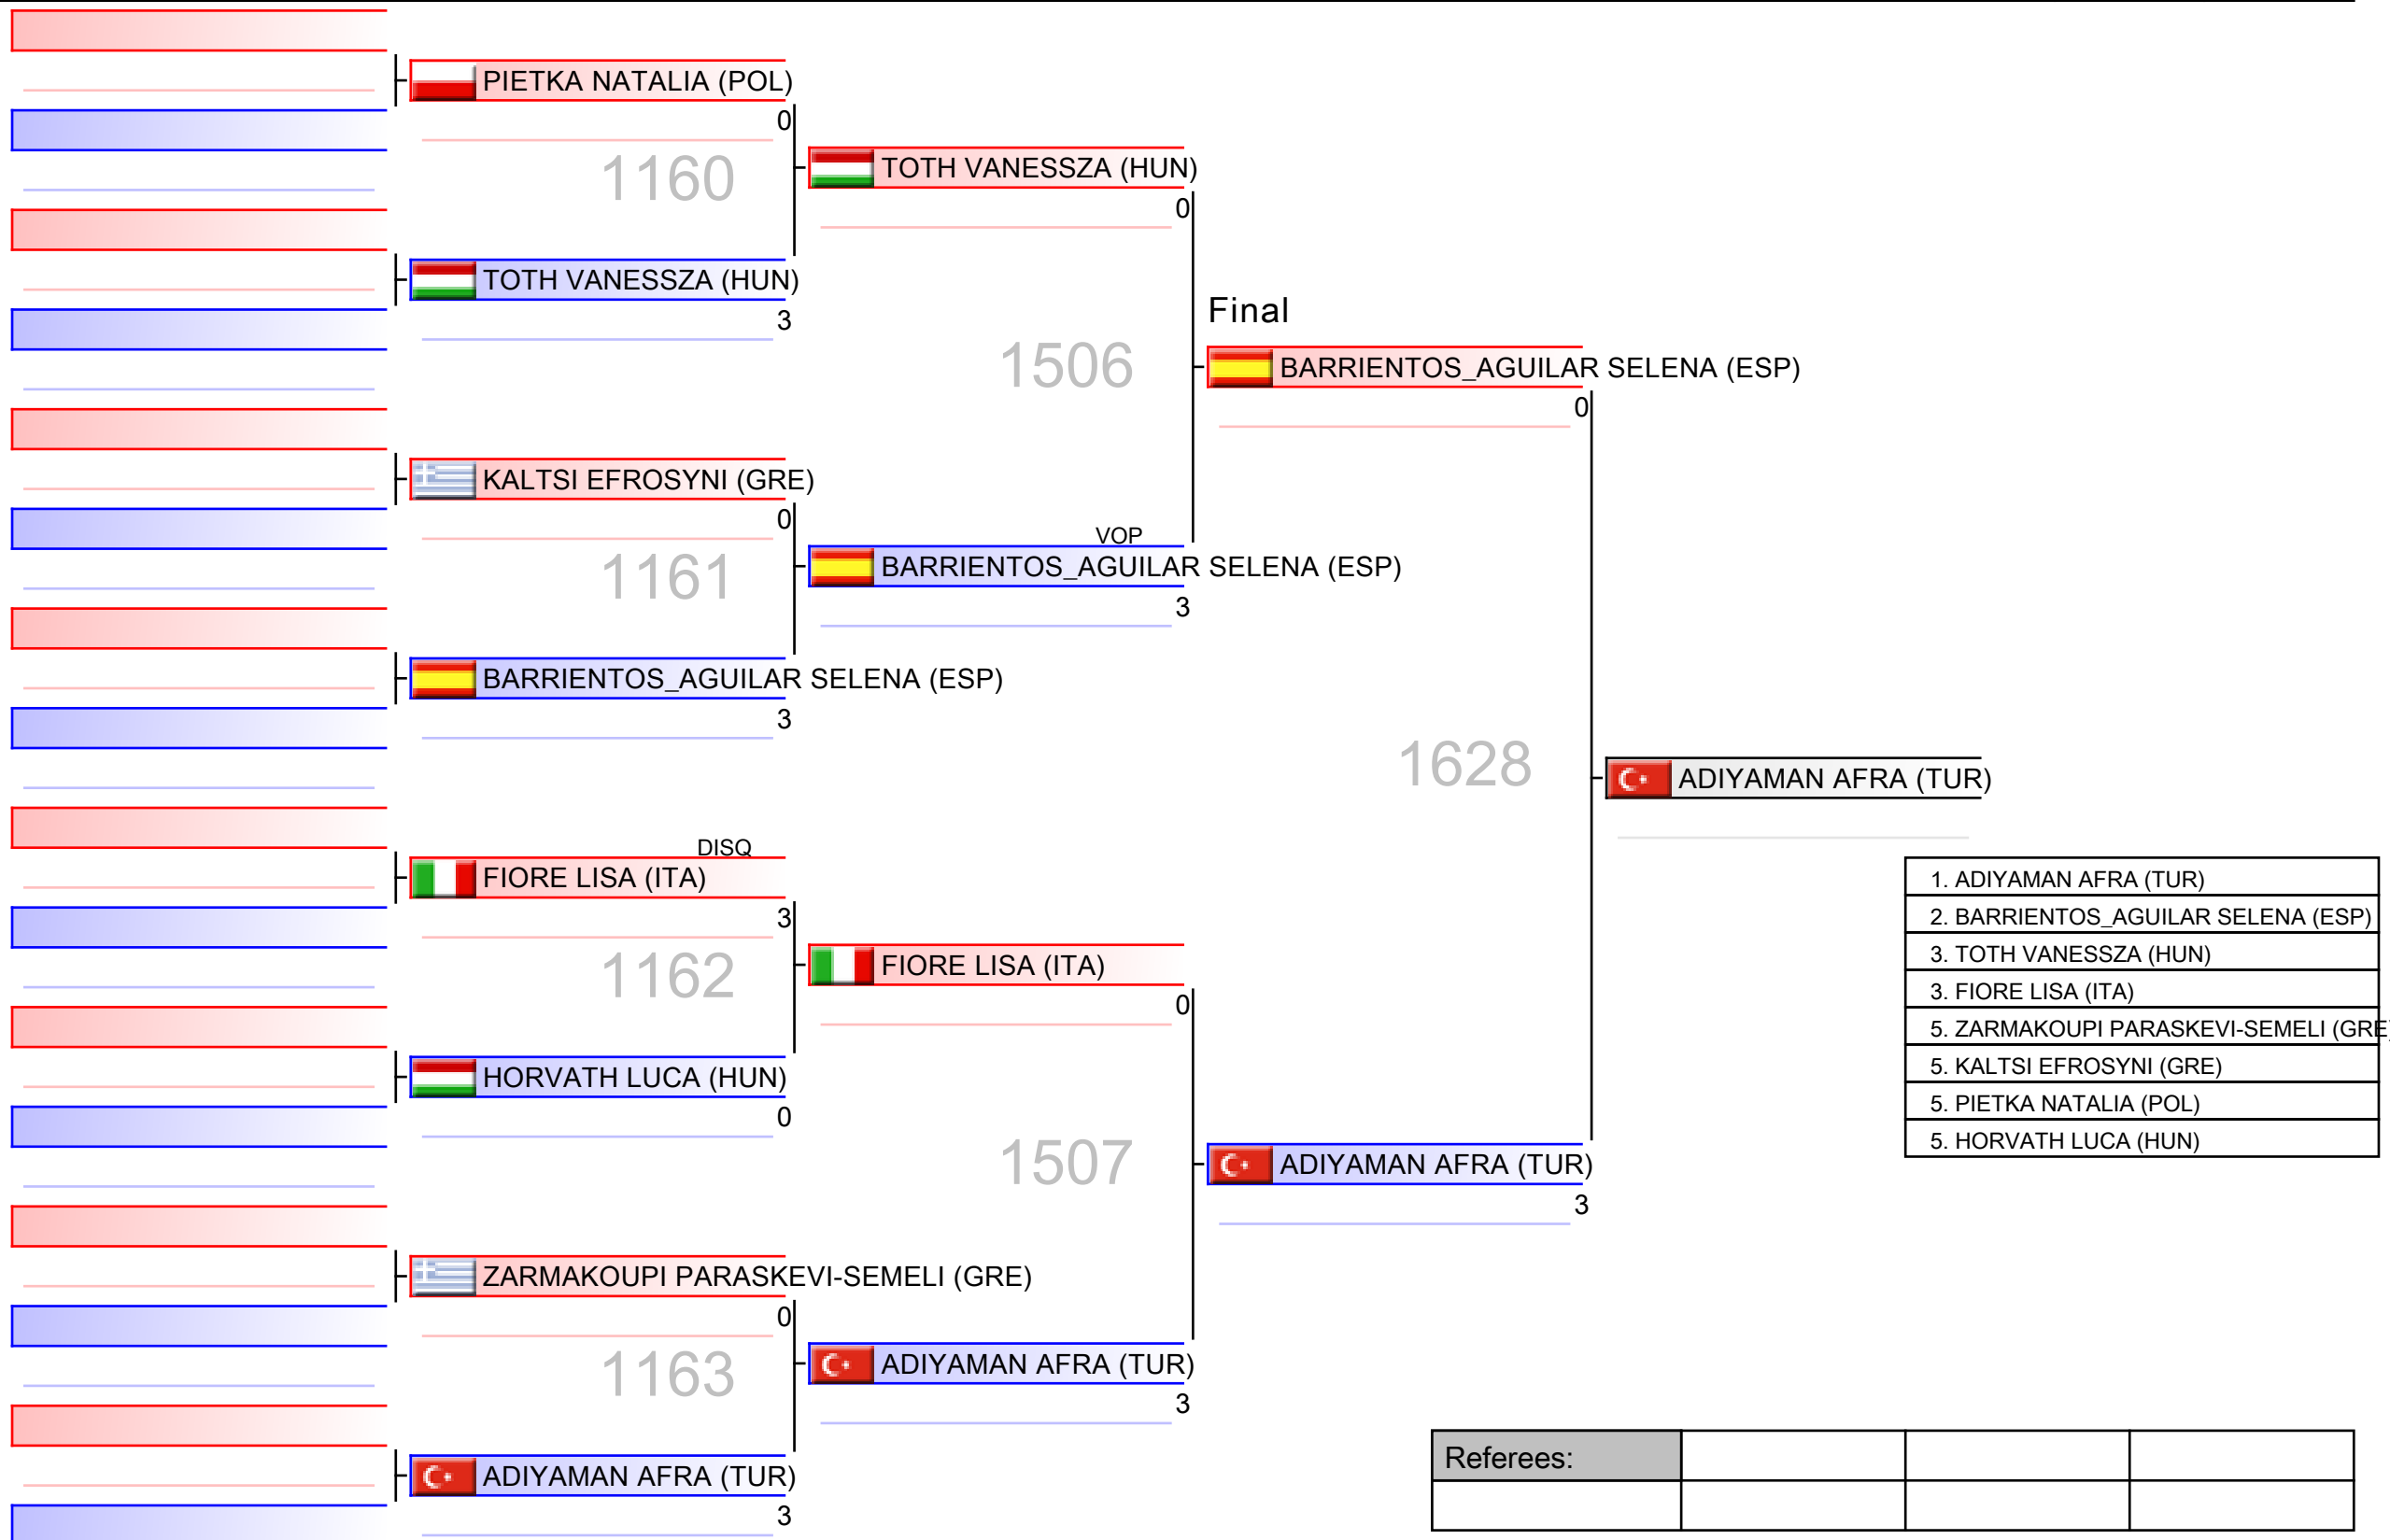 PIETKA NATALIA (POL)
0
1160
TOTH VANESSZA (HUN)
3
TOTH VANESSZA (HUN)
0
1506
KALTSI EFROSYNI (GRE)
0
1161
VOP
BARRIENTOS_AGUILAR SELENA (ESP)
3
BARRIENTOS_AGUILAR SELENA (ESP)
3
Final
BARRIENTOS_AGUILAR SELENA (ESP)
0
1628
ADIYAMAN AFRA (TUR)
DISQ
FIORE LISA (ITA)
3
1162
HORVATH LUCA (HUN)
0
FIORE LISA (ITA)
0
1507
ADIYAMAN AFRA (TUR)
3
ZARMAKOUPI PARASKEVI-SEMELI (GRE)
0
1163
ADIYAMAN AFRA (TUR)
3
ADIYAMAN AFRA (TUR)
3
1. ADIYAMAN AFRA (TUR)
2. BARRIENTOS_AGUILAR SELENA (ESP)
3. TOTH VANESSZA (HUN)
3. FIORE LISA (ITA)
5. ZARMAKOUPI PARASKEVI-SEMELI (GRE)
5. KALTSI EFROSYNI (GRE)
5. PIETKA NATALIA (POL)
5. HORVATH LUCA (HUN)
Referees: